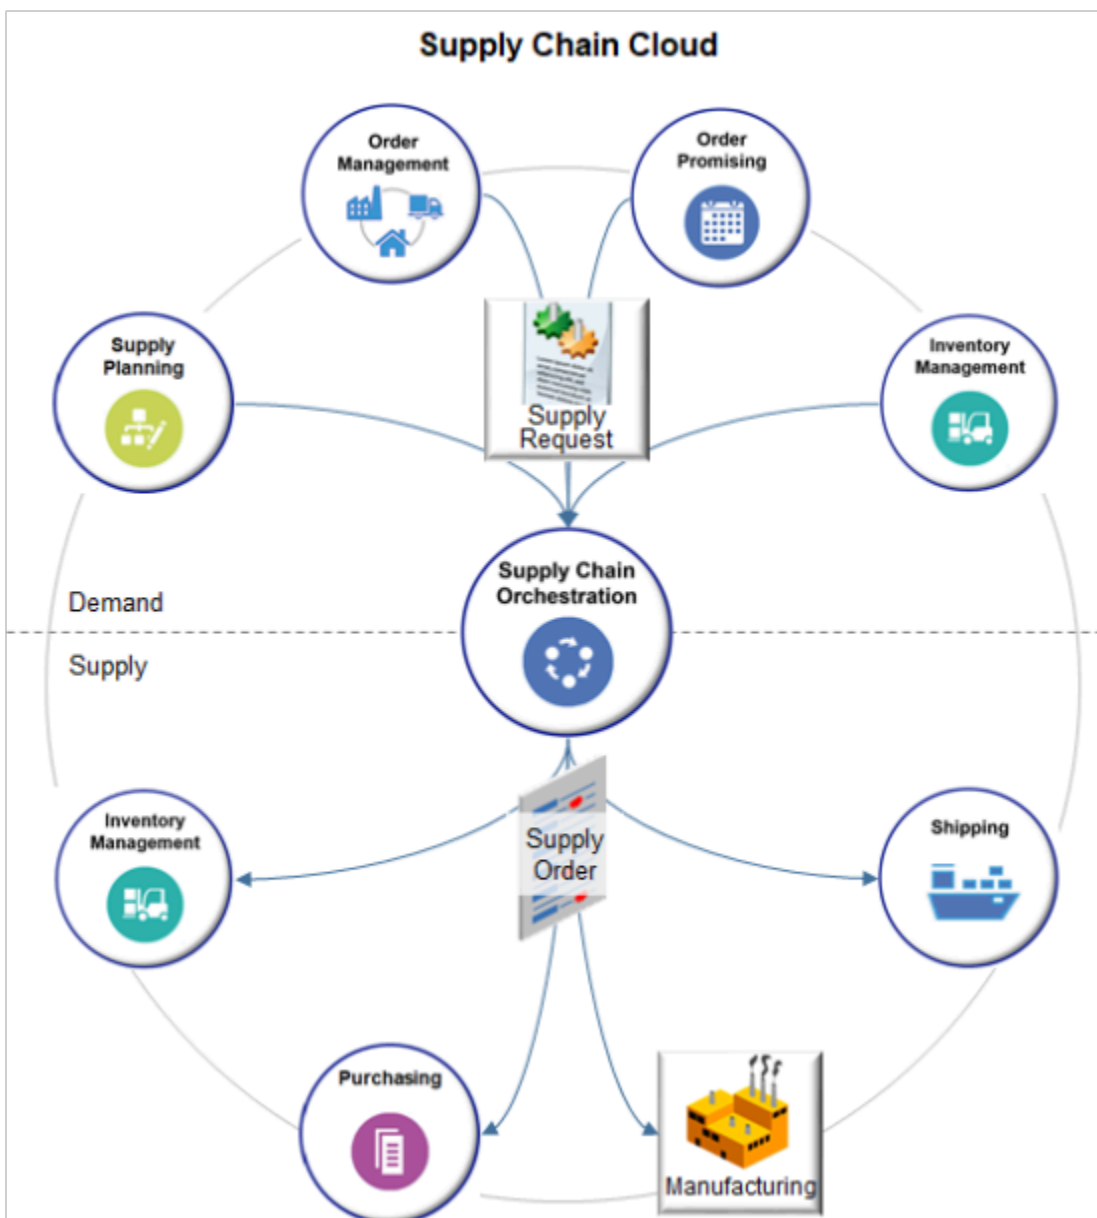 Supply Chain Cloud
Order
Management
Order
Promising
Supply
Planning
Inventory
Management
Supply
Request
Supply Chain
Orchestration
Demand
Supply
Inventory
Management
Supply
Order
Shipping
Purchasing
Manufacturing